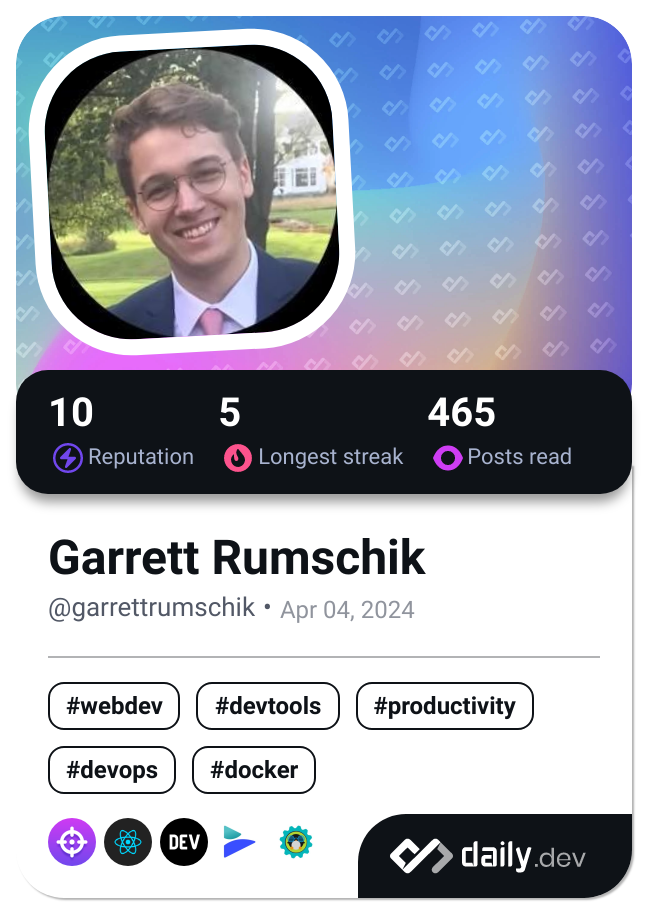 10 5 465
Reputation Longest streak Posts read
Garrett Rumschik
@garrettrumschik • Apr 04, 2024
#webdev #devtools #productivity
#devops #docker
DEV
daily.dev